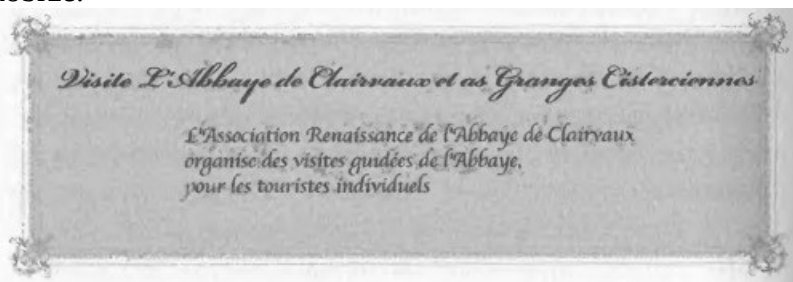 Visite L'Abbaye de Clairvaux et as Granges Cisterciennes
L'Association Renaissance de l'Abbaye de Clairvaux
organise des visites guidées de l'Abbaye,
pour les touristes individuels